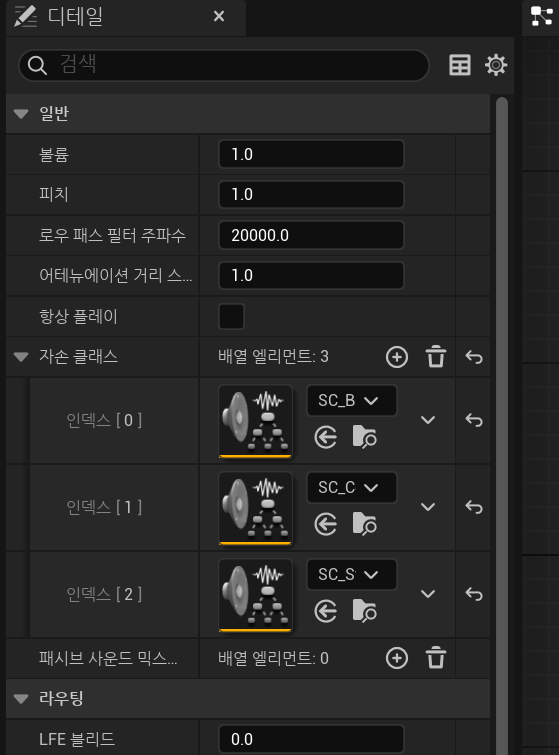 디테일
검색
일반
볼륨 1.0
피치 1.0
로우 패스 필터 주파수 20000.0
어테뉴에이션 거리 스... 1.0
항상 플레이
자손 클래스 배열 엘리먼트: 3
인덱스 [ 0 ] SC_B
인덱스 [ 1 ] SC_C
인덱스 [ 2 ] SC_S
패시브 사운드 믹스... 배열 엘리먼트: 0
라우팅
LFE 블리드 0.0